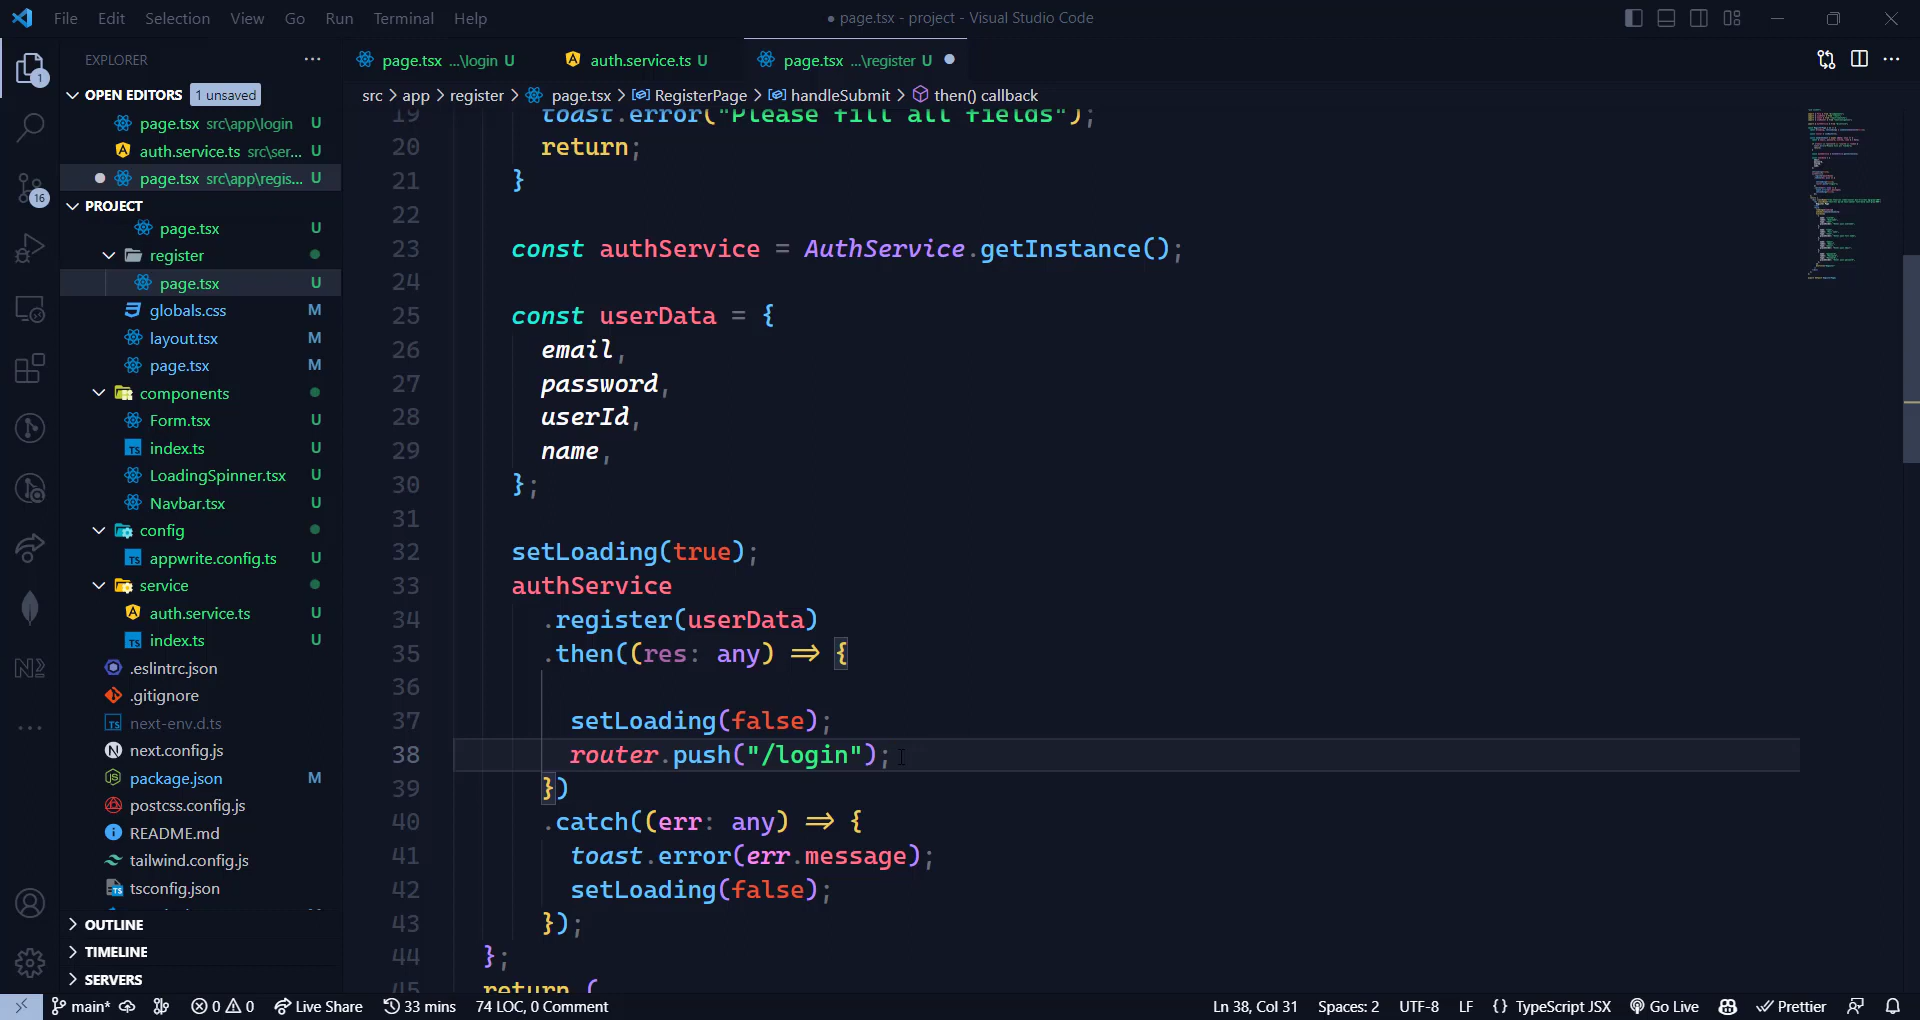 File Edit Selection View Go Run Terminal Help
● page.tsx - project - Visual Studio Code
EXPLORER
OPEN EDITORS 1 unsaved
page.tsx src\app\login U
auth.service.ts src\ser... U
page.tsx src\app\regis... U
PROJECT
page.tsx U
register
page.tsx U
globals.css M
layout.tsx M
page.tsx M
components
Form.tsx U
index.ts U
LoadingSpinner.tsx U
Navbar.tsx U
config
appwrite.config.ts U
service
auth.service.ts U
index.ts U
.eslintrc.json
.gitignore
next-env.d.ts
next.config.js
package.json M
postcss.config.js
README.md
tailwind.config.js
tsconfig.json
OUTLINE
TIMELINE
SERVERS
1
16
page.tsx ...\login U
auth.service.ts U
page.tsx ...\register U
src > app > register > page.tsx > RegisterPage > handleSubmit > then() callback
19 toast.error("Please fill all fields");
20 return;
21 }
22
23 const authService = AuthService.getInstance();
24
25 const userData = {
26 email,
27 password,
28 userId,
29 name,
30 };
31
32 setLoading(true);
33 authService
34 .register(userData)
35 .then((res: any) => {
36
37 setLoading(false);
38 router.push("/login");
39 })
40 .catch((err: any) => {
41 toast.error(err.message);
42 setLoading(false);
43 });
44 };
45 return (
main* 0 0 Live Share 33 mins 74 LOC, 0 Comment
Ln 38, Col 31 Spaces: 2 UTF-8 LF {} TypeScript JSX Go Live Prettier